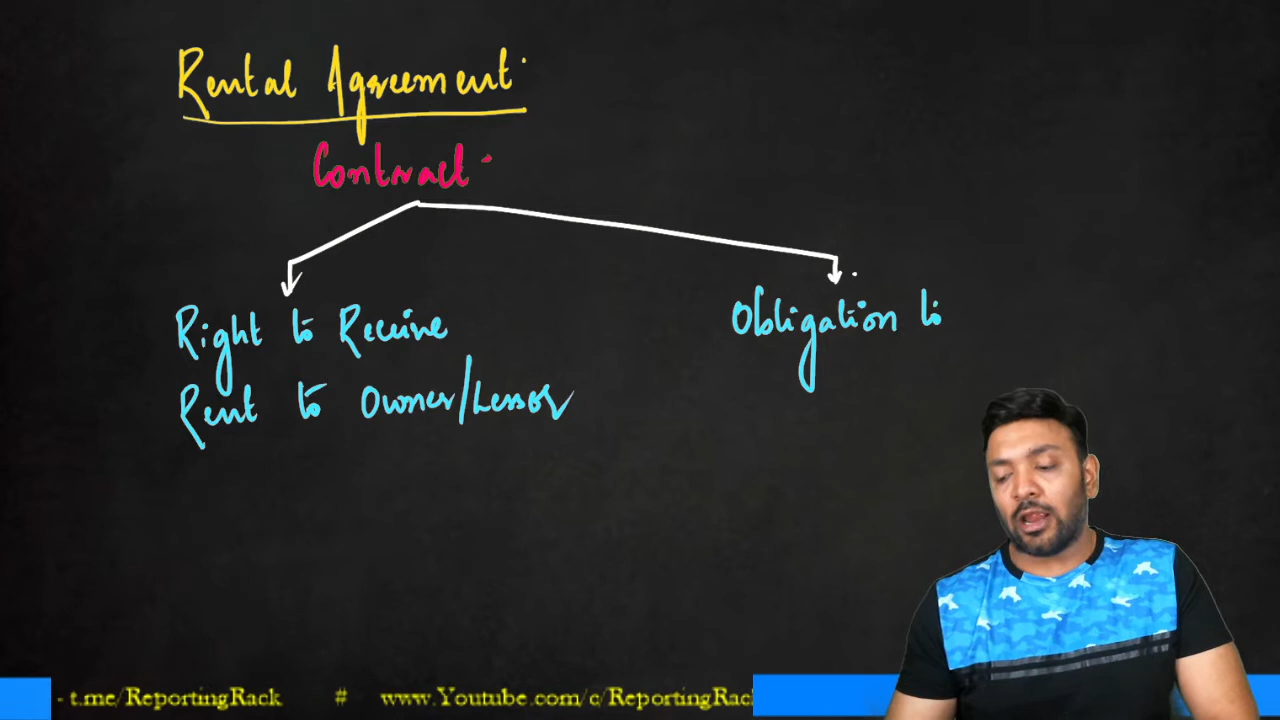 Rental Agreement
Contract
Right to Receive
Rent to Owner/Lessor
Obligation to
- t.me/ReportingRack # www.Youtube.com/c/ReportingRack